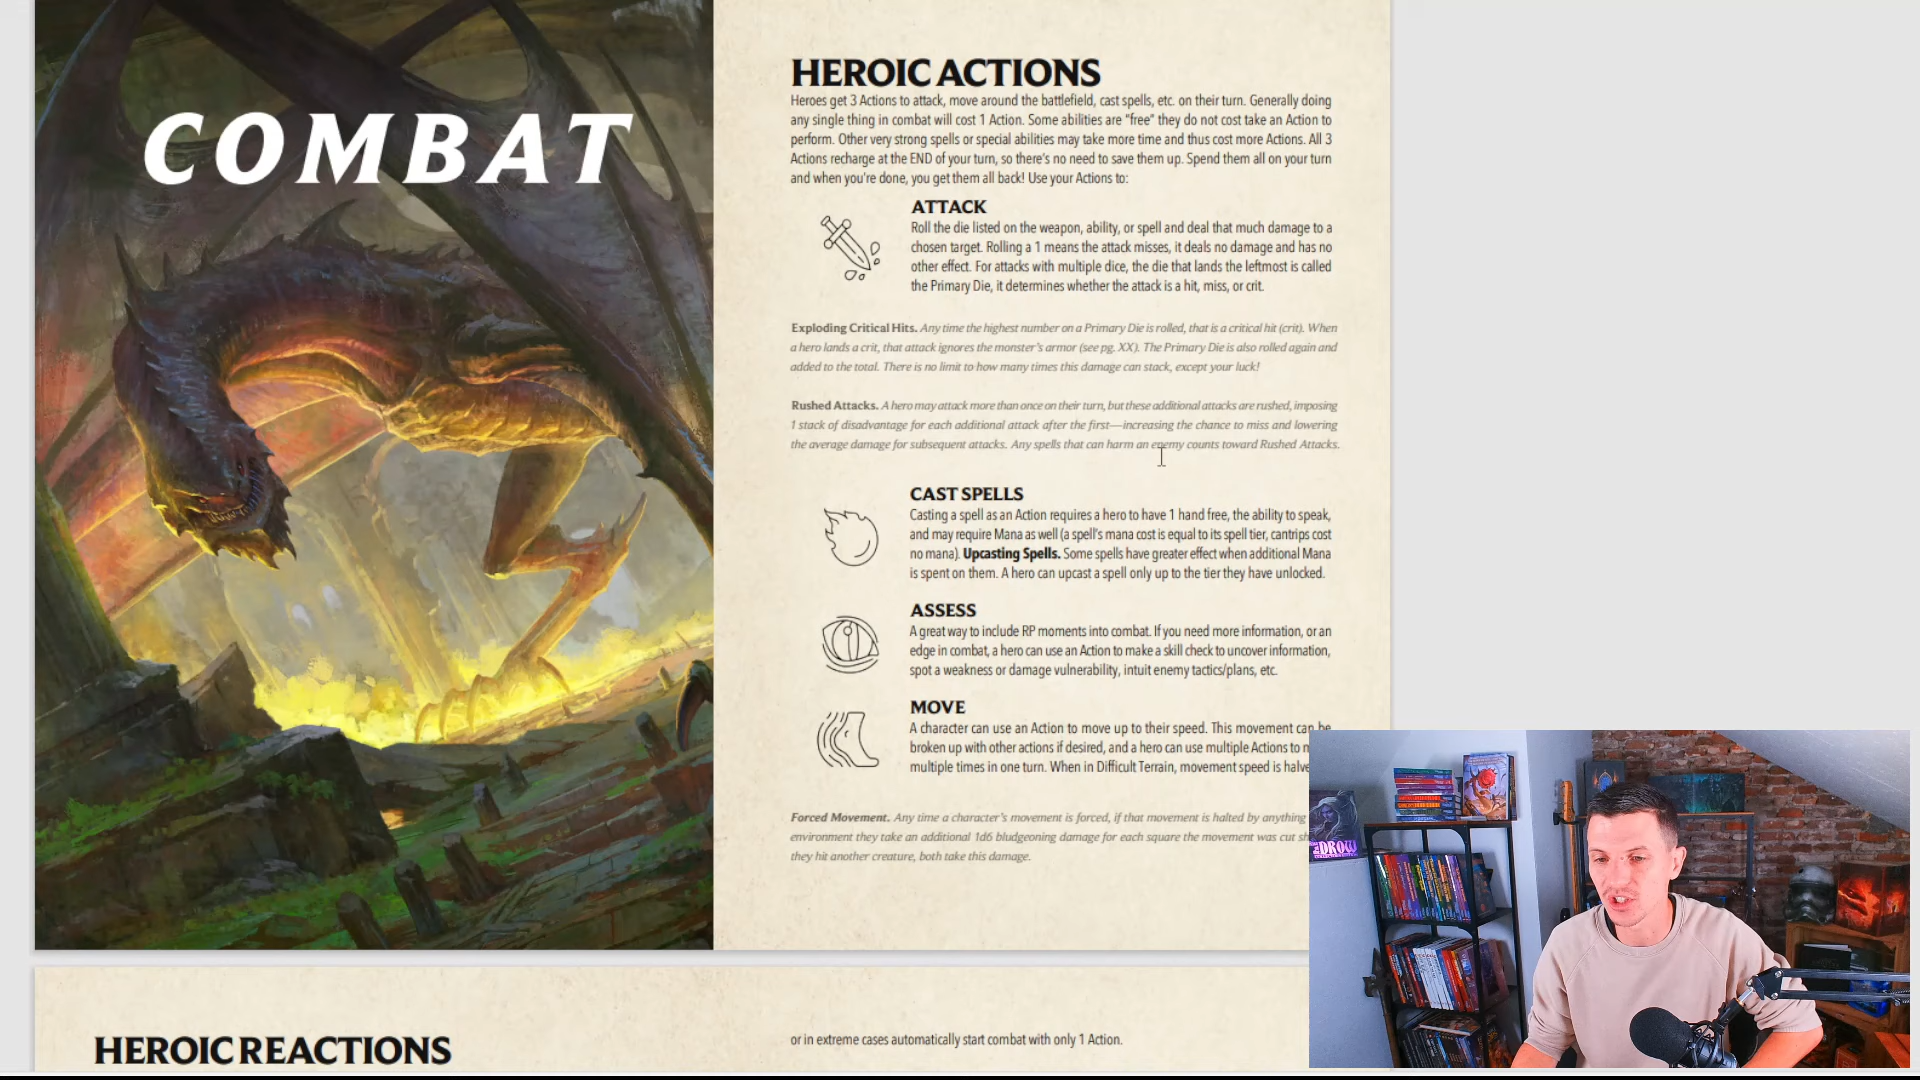 COMBAT
HEROIC ACTIONS
Heroes get 3 Actions to attack, move around the battlefield, cast spells, etc. on their turn. Generally doing
any single thing in combat will cost 1 Action. Some abilities are “free” they do not cost take an Action to
perform. Other very strong spells or special abilities may take more time and thus cost more Actions. All 3
Actions recharge at the END of your turn, so there's no need to save them up. Spend them all on your turn
and when you're done, you get them all back! Use your Actions to:
ATTACK
Roll the die listed on the weapon, ability, or spell and deal that much damage to a
chosen target. Rolling a 1 means the attack misses, it deals no damage and has no
other effect. For attacks with multiple dice, the die that lands the leftmost is called
the Primary Die, it determines whether the attack is a hit, miss, or crit.
Exploding Critical Hits. Any time the highest number on a Primary Die is rolled, that is a critical hit (crit). When
a hero lands a crit, that attack ignores the monster's armor (see pg. XX). The Primary Die is also rolled again and
added to the total. There is no limit to how many times this damage can stack, except your luck!
Rushed Attacks. A hero may attack more than once on their turn, but these additional attacks are rushed, imposing
1 stack of disadvantage for each additional attack after the first—increasing the chance to miss and lowering
the average damage for subsequent attacks. Any spells that can harm an enemy counts toward Rushed Attacks.
CAST SPELLS
Casting a spell as an Action requires a hero to have 1 hand free, the ability to speak,
and may require Mana as well (a spell's mana cost is equal to its spell tier, cantrips cost
no mana). Upcasting Spells. Some spells have greater effect when additional Mana
is spent on them. A hero can upcast a spell only up to the tier they have unlocked.
ASSESS
A great way to include RP moments into combat. If you need more information, or an
edge in combat, a hero can use an Action to make a skill check to uncover information,
spot a weakness or damage vulnerability, intuit enemy tactics/plans, etc.
MOVE
A character can use an Action to move up to their speed. This movement can be
broken up with other actions if desired, and a hero can use multiple Actions to
multiple times in one turn. When in Difficult Terrain, movement speed is
Forced Movement. Any time a character's movement is forced, if that movement is halted by anything
environment they take an additional 1d6 bludgeoning damage for each square the movement was cut
they hit another creature, both take this damage.
HEROIC REACTIONS
or in extreme cases automatically start combat with only 1 Action.
DROW